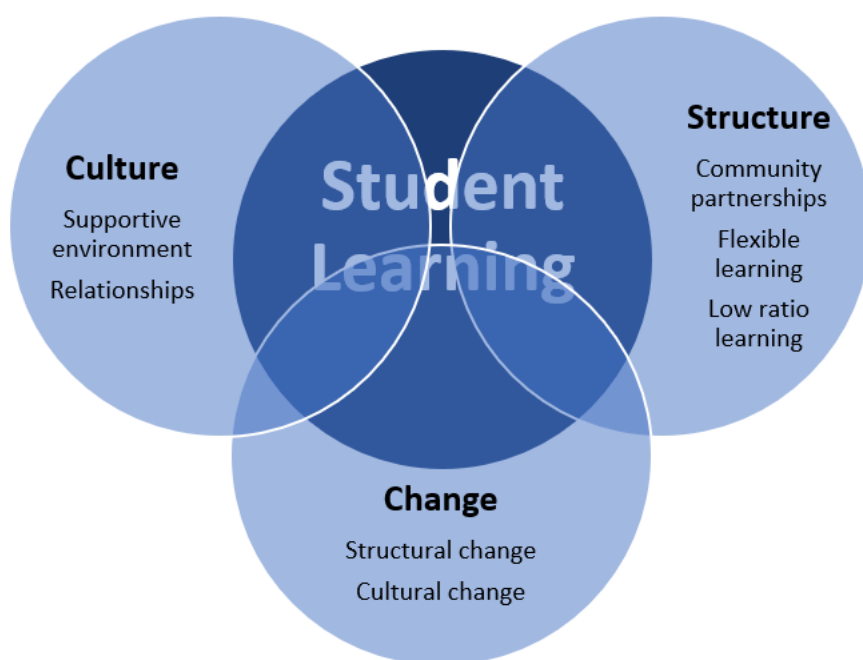 Student
Learning
Culture
Supportive
environment
Relationships
Structure
Community
partnerships
Flexible
learning
Low ratio
learning
Change
Structural change
Cultural change